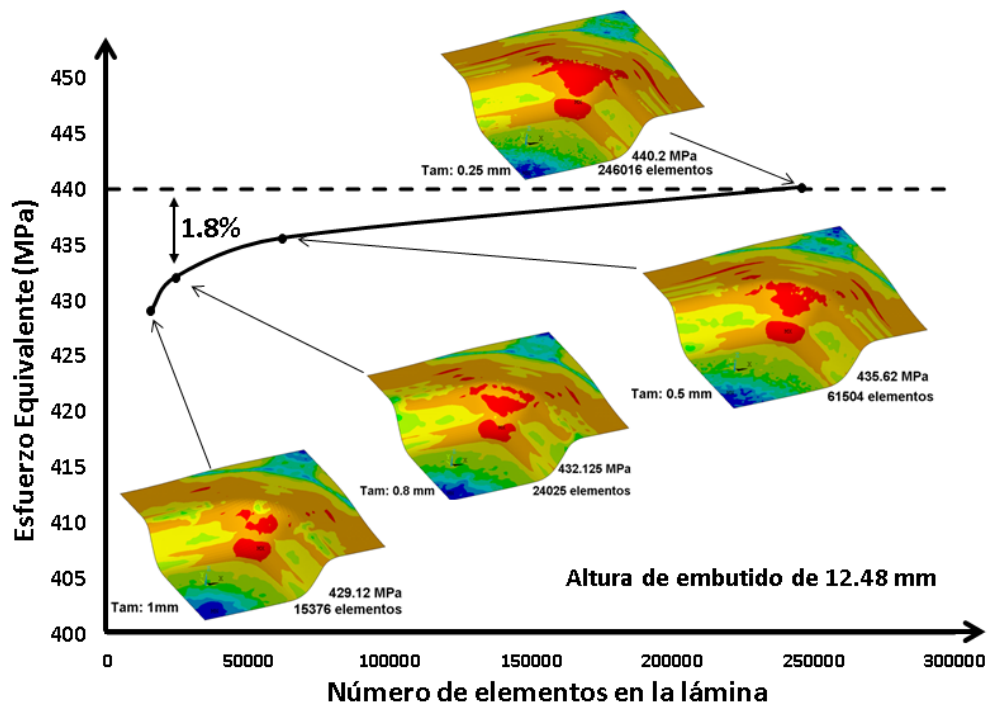 450
445
440
435
430
425
420
415
410
405
400
Esfuerzo Equivalente (MPa)
440.2 MPa
Tam: 0.25 mm
246016 elementos
1.8%
435.62 MPa
Tam: 0.5 mm
61504 elementos
432.125 MPa
Tam: 0.8 mm
24025 elementos
429.12 MPa
Tam: 1mm
15376 elementos
Altura de embutido de 12.48 mm
0
50000
100000
150000
200000
250000
300000
Número de elementos en la lámina